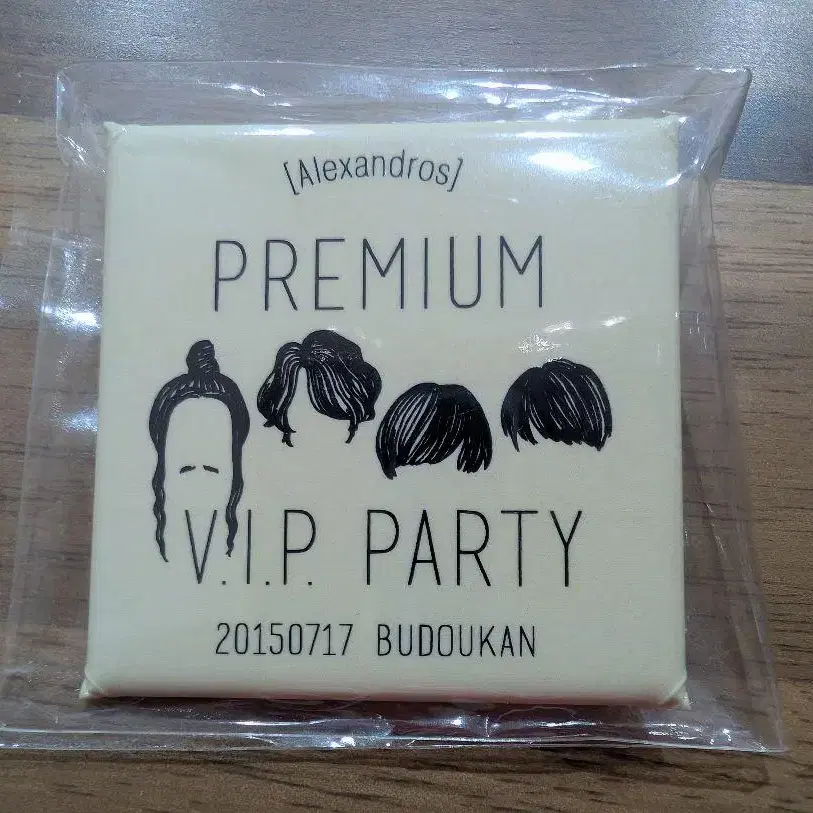 [Alexandros]
PREMIUM
V.I.P. PARTY
20150717 BUDOUKAN